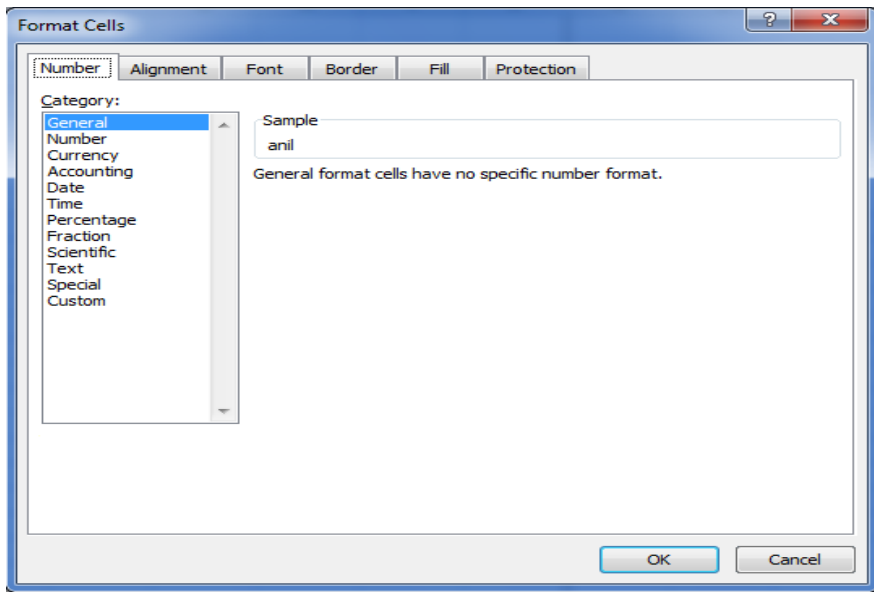 Format Cells
Number Alignment Font Border Fill Protection
Category:
General
Number
Currency
Accounting
Date
Time
Percentage
Fraction
Scientific
Text
Special
Custom
Sample
anil
General format cells have no specific number format.
OK Cancel